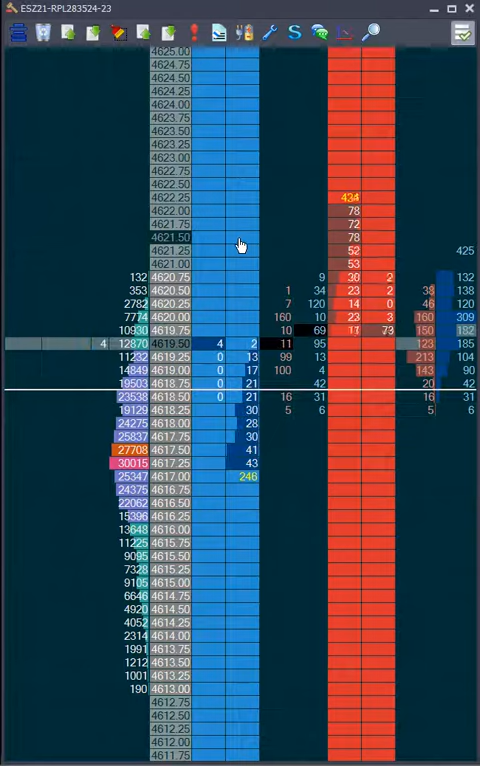 ESZ21-RPL283524-23
4625.00
4624.75
4624.50
4624.25
4624.00
4623.75
4623.50
4623.25
4623.00
4622.75
4622.50
4622.25 434
4622.00 78
4621.75 72
4621.50 78
4621.25 52 425
4621.00 53
132 4620.75 9 30 2 132
353 4620.50 1 34 23 2 38 138
2782 4620.25 7 120 14 0 46 120
7774 4620.00 160 10 23 3 160 309
10930 4619.75 10 69 11 73 150 182
4 12870 4619.50 4 2 11 95 123 185
11232 4619.25 0 13 99 13 213 104
14849 4619.00 0 17 100 4 143 90
19503 4618.75 0 21 42 20 42
23538 4618.50 0 21 16 31 16 31
19129 4618.25 30 5 6 5 6
24275 4618.00 28
25837 4617.75 30
27708 4617.50 41
30015 4617.25 43
25347 4617.00 246
24375 4616.75
22062 4616.50
15396 4616.25
13648 4616.00
11225 4615.75
9095 4615.50
7328 4615.25
9105 4615.00
6646 4614.75
4920 4614.50
4052 4614.25
2314 4614.00
1991 4613.75
1212 4613.50
1001 4613.25
190 4613.00
4612.75
4612.50
4612.25
4612.00
4611.75